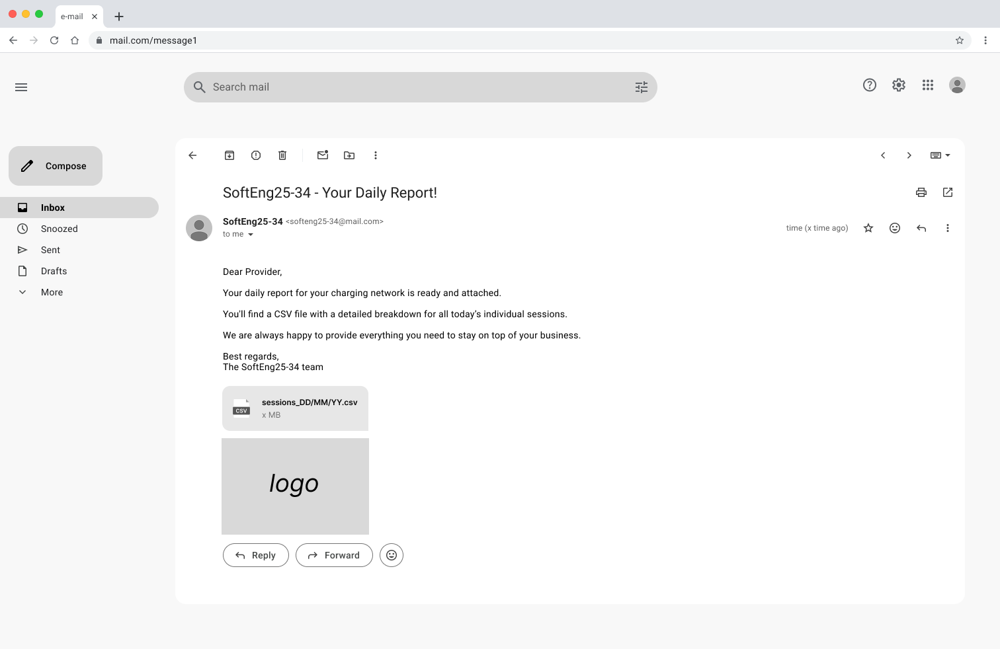 e-mail
mail.com/message1
Search mail
Compose
Inbox
Snoozed
Sent
Drafts
More
SoftEng25-34 - Your Daily Report!
SoftEng25-34 <softeng25-34@mail.com>
to me
time (x time ago)
Dear Provider,
Your daily report for your charging network is ready and attached.
You'll find a CSV file with a detailed breakdown for all today's individual sessions.
We are always happy to provide everything you need to stay on top of your business.
Best regards,
The SoftEng25-34 team
CSV
sessions_DD/MM/YY.csv
x MB
logo
Reply
Forward